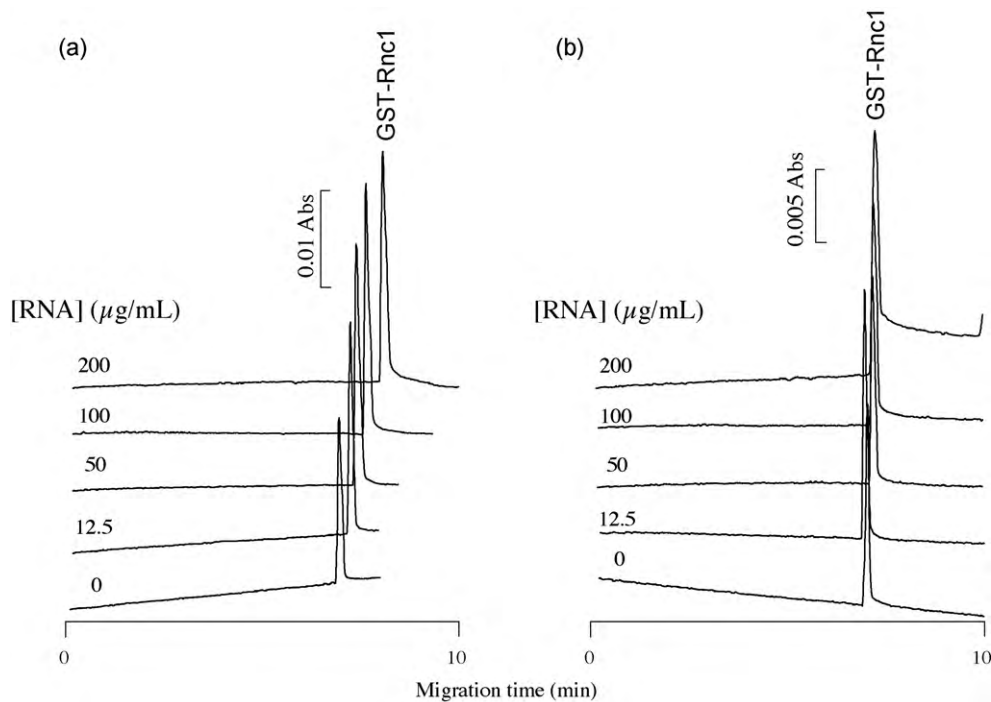 (a)
GST-Rnc1
0.01 Abs
[RNA] (µg/mL)
200
100
50
12.5
0
0
10
(b)
GST-Rnc1
0.005 Abs
[RNA] (µg/mL)
200
100
50
12.5
0
0
10
Migration time (min)